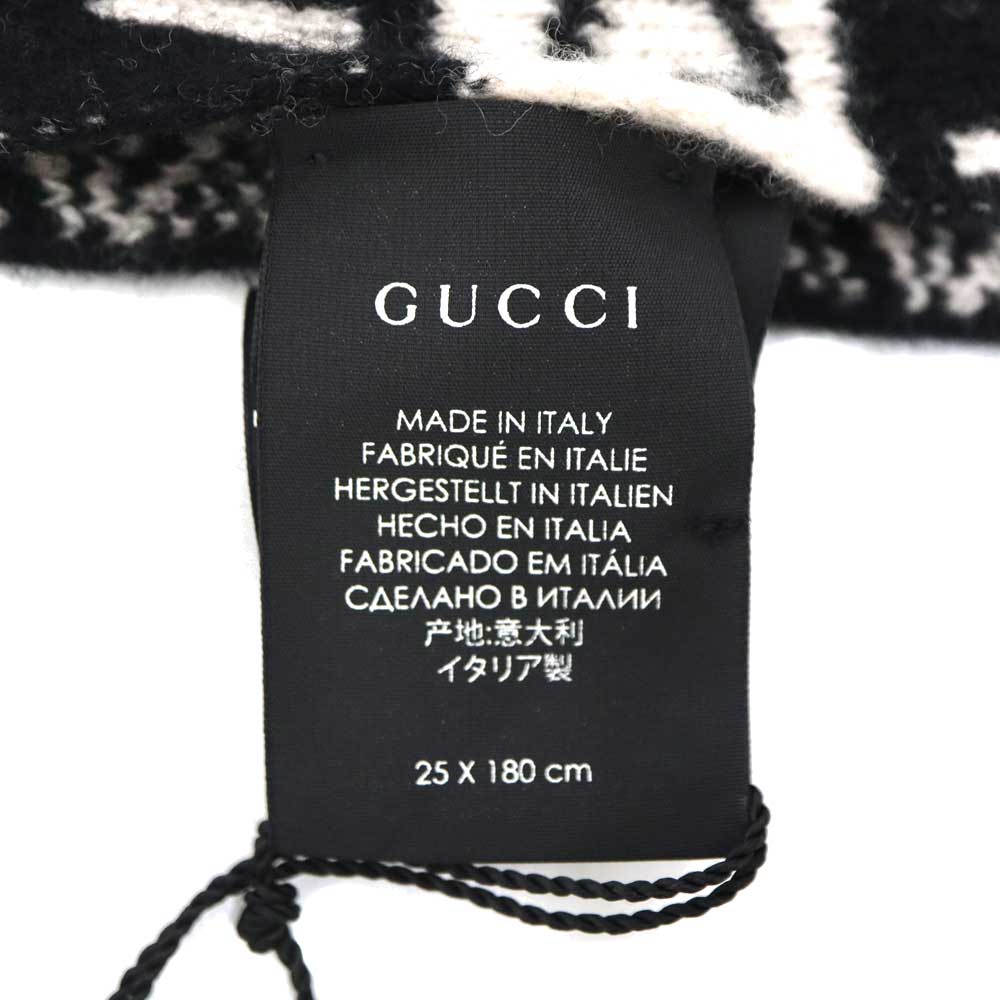 GUCCI
MADE IN ITALY
FABRIQUÉ EN ITALIE
HERGESTELLT IN ITALIEN
HECHO EN ITALIA
FABRICADO EM ITÁLIA
СДЕЛАНО В ИТАЛИИ
产地:意大利
イタリア製
25 X 180 cm